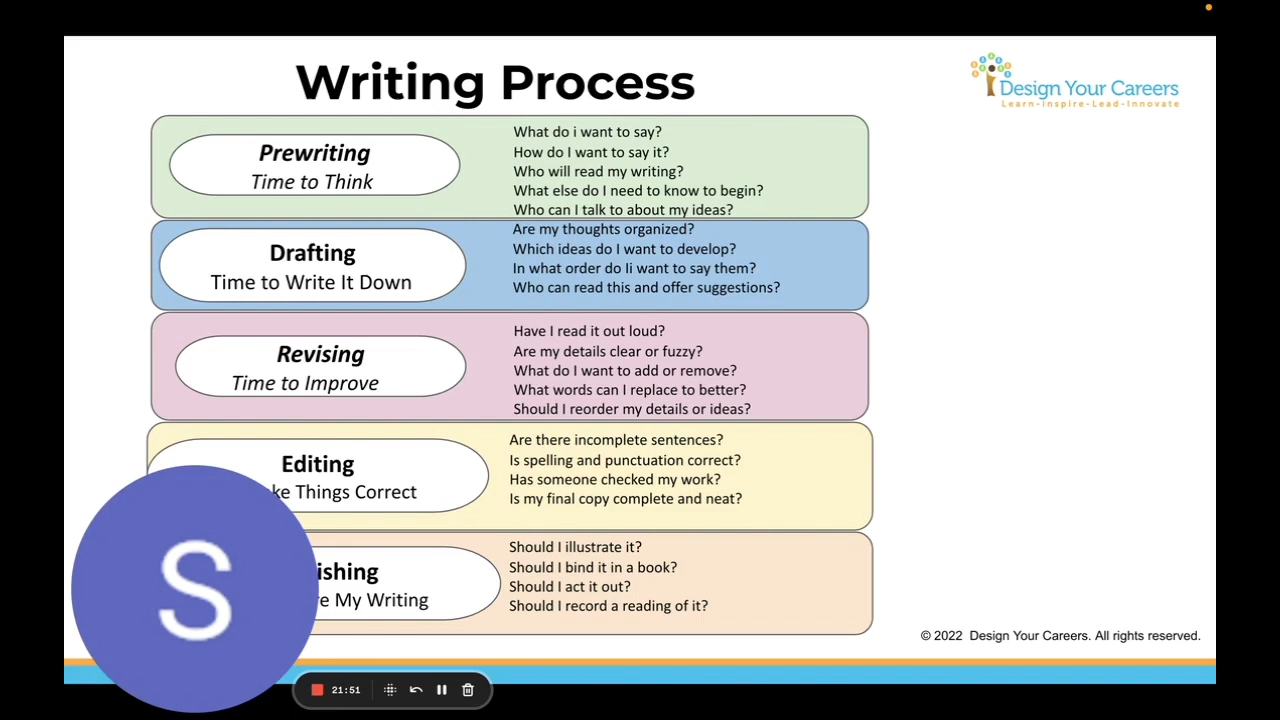 Writing Process
Design Your Careers
Learn-Inspire-Lead-Innovate
Prewriting
Time to Think
What do i want to say?
How do I want to say it?
Who will read my writing?
What else do I need to know to begin?
Who can I talk to about my ideas?
Drafting
Time to Write It Down
Are my thoughts organized?
Which ideas do I want to develop?
In what order do Ii want to say them?
Who can read this and offer suggestions?
Revising
Time to Improve
Have I read it out loud?
Are my details clear or fuzzy?
What do I want to add or remove?
What words can I replace to better?
Should I reorder my details or ideas?
Editing
Things Correct
Are there incomplete sentences?
Is spelling and punctuation correct?
Has someone checked my work?
Is my final copy complete and neat?
My Writing
Should I illustrate it?
Should I bind it in a book?
Should I act it out?
Should I record a reading of it?
© 2022 Design Your Careers. All rights reserved.
S
21:51